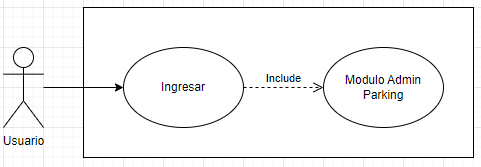 Usuario
Ingresar
Include
Modulo Admin
Parking